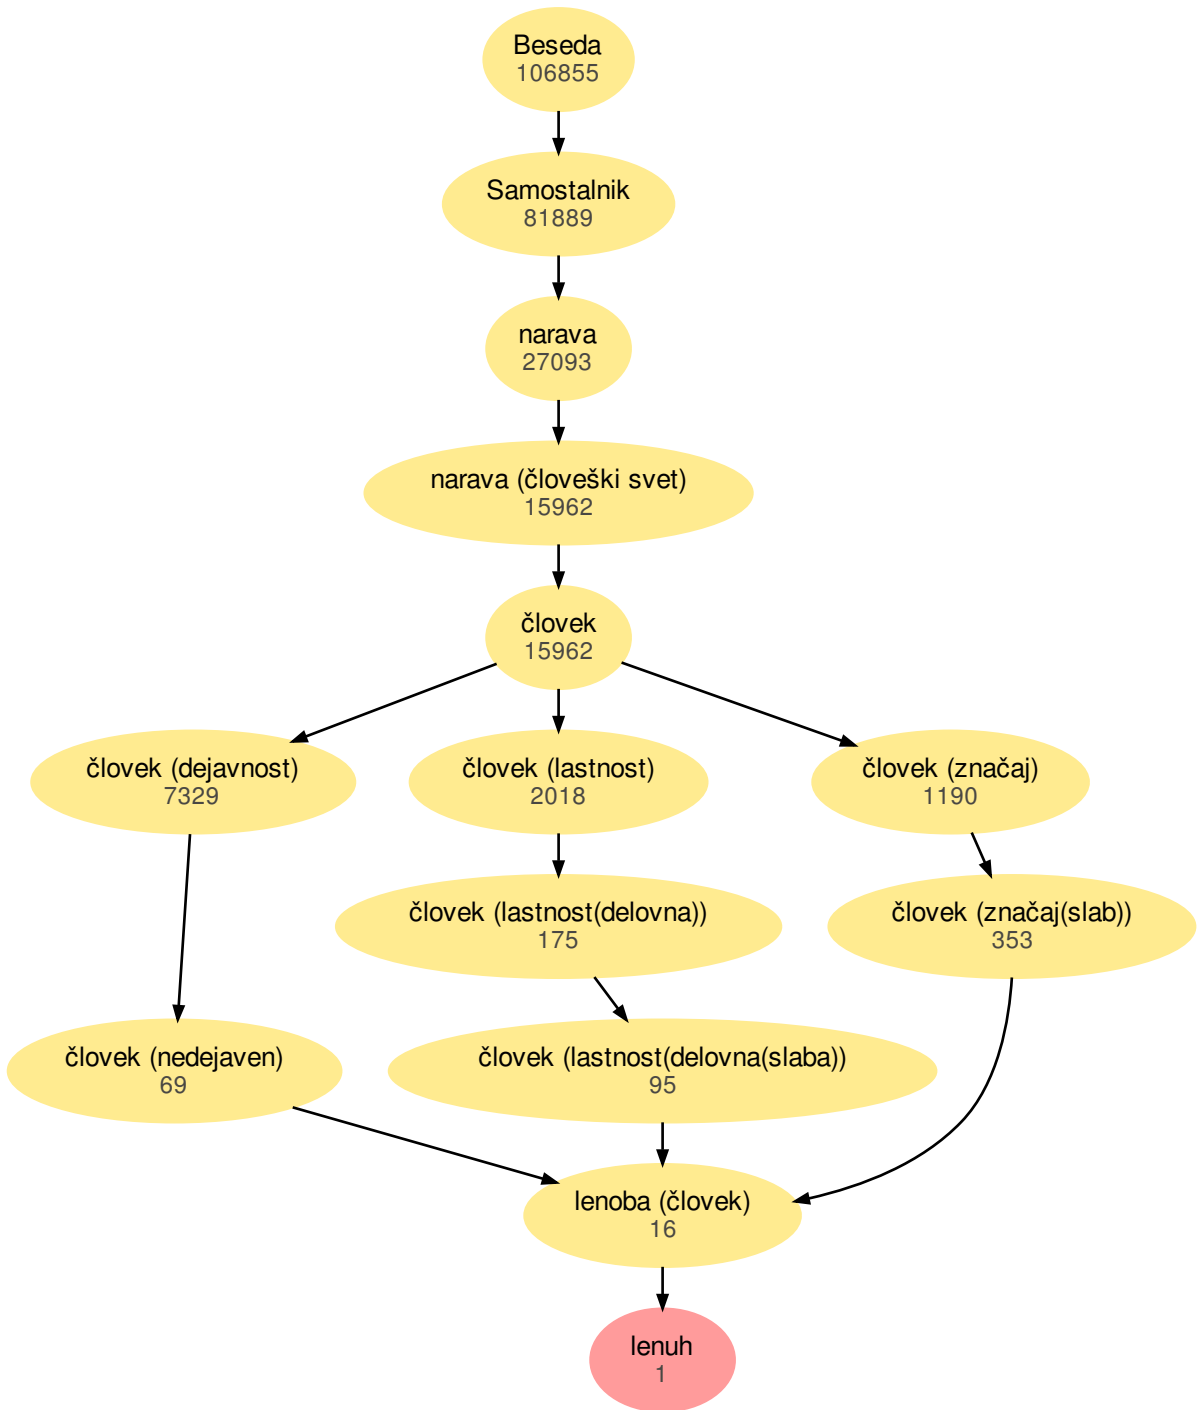 Beseda
106855
Samostalnik
81889
narava
27093
narava (človeški svet)
15962
človek
15962
človek (dejavnost)
7329
človek (lastnost)
2018
človek (značaj)
1190
človek (lastnost(delovna))
175
človek (značaj(slab))
353
človek (nedejaven)
69
človek (lastnost(delovna(slaba))
95
lenoba (človek)
16
lenuh
1